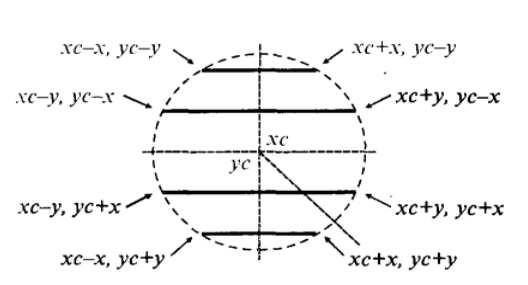 xc–x, yc–y
xc+x, yc–y
xc–y, yc–x
xc+y, yc–x
xc
yc
xc–y, yc+x
xc+y, yc+x
xc–x, yc+y
xc+x, yc+y